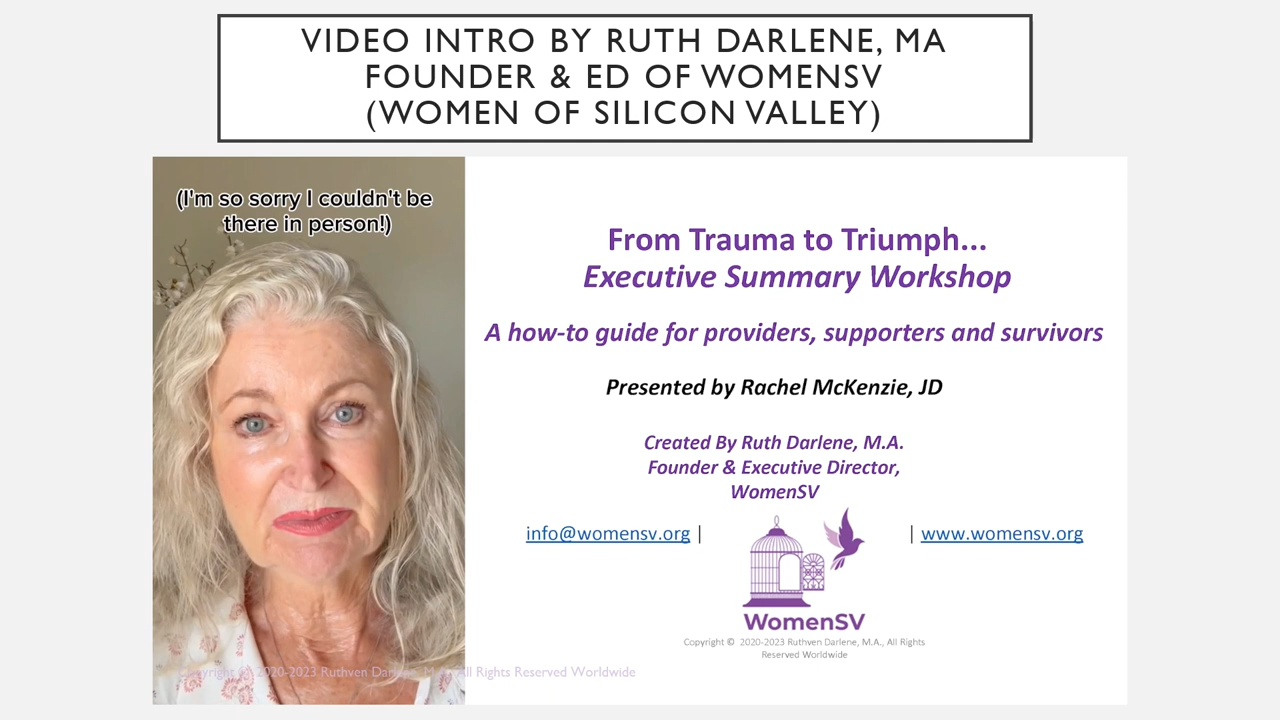 VIDEO INTRO BY RUTH DARLENE, MA
FOUNDER & ED OF WOMENSV
(WOMEN OF SILICON VALLEY)
(I'm so sorry I couldn't be
there in person!)
From Trauma to Triumph...
Executive Summary Workshop
A how-to guide for providers, supporters and survivors
Presented by Rachel McKenzie, JD
Created By Ruth Darlene, M.A.
Founder & Executive Director,
WomenSV
info@womensv.org |
| www.womensv.org
WomenSV
Copyright © 2020-2023 Ruthven Darlene, M.A., All Rights
Reserved Worldwide
Copyright © 2020-2023 Ruthven Darlene, M.A., All Rights Reserved Worldwide